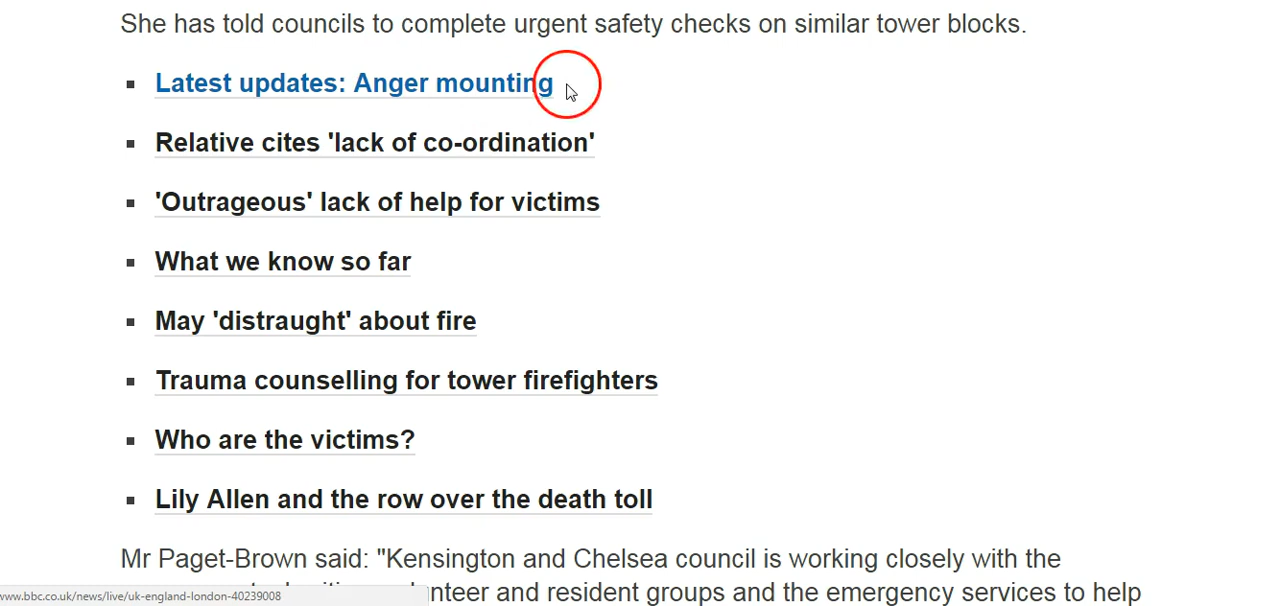 She has told councils to complete urgent safety checks on similar tower blocks.
Latest updates: Anger mounting
Relative cites 'lack of co-ordination'
'Outrageous' lack of help for victims
What we know so far
May 'distraught' about fire
Trauma counselling for tower firefighters
Who are the victims?
Lily Allen and the row over the death toll
Mr Paget-Brown said: "Kensington and Chelsea council is working closely with the
and resident groups and the emergency services to help
www.bbc.co.uk/news/live/uk-england-london-40239008